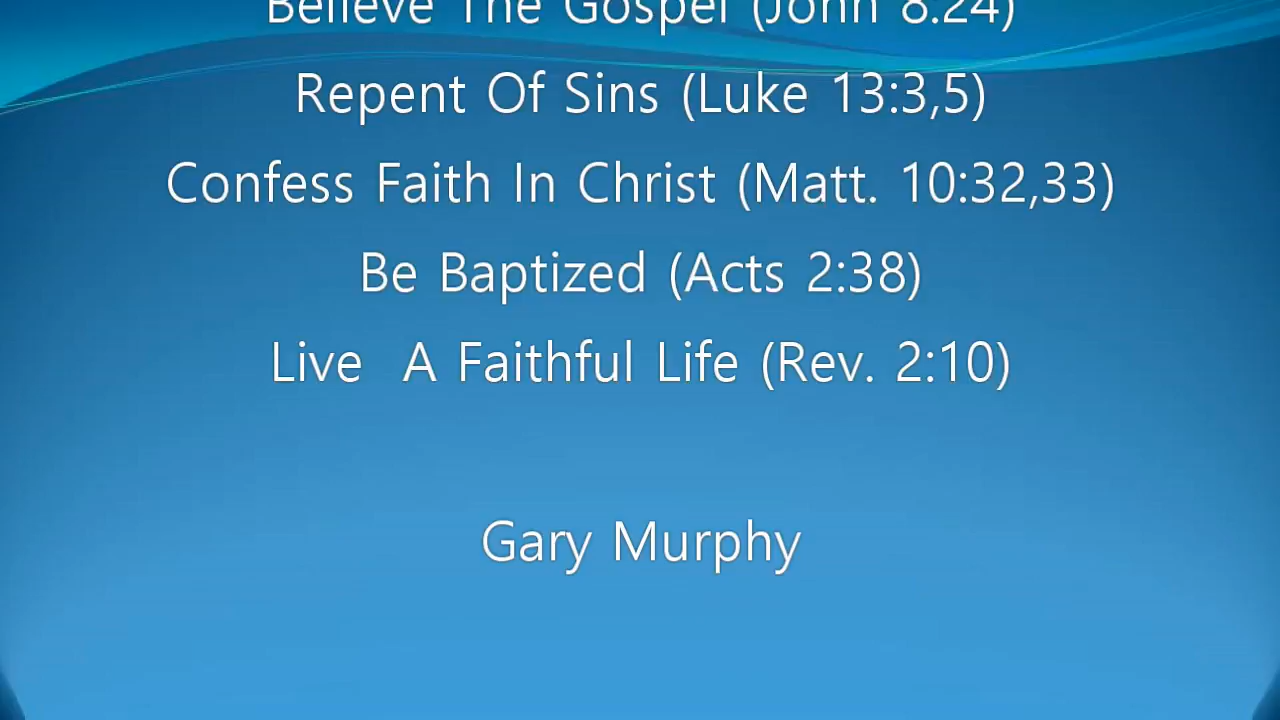 Believe The Gospel (John 8:24)
Repent Of Sins (Luke 13:3,5)
Confess Faith In Christ (Matt. 10:32,33)
Be Baptized (Acts 2:38)
Live  A Faithful Life (Rev. 2:10)
Gary Murphy